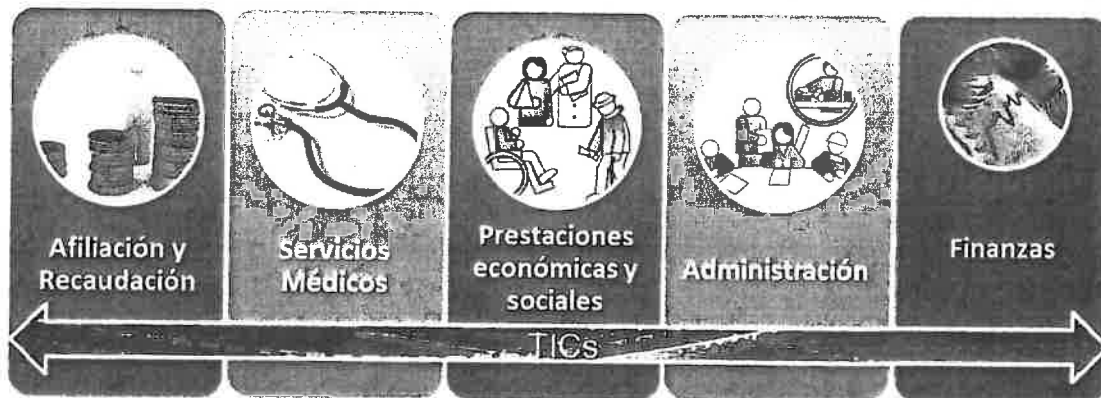 Afiliación y
Recaudación
Servicios
Médicos
Prestaciones
económicas y
sociales
Administración
Finanzas
TICs